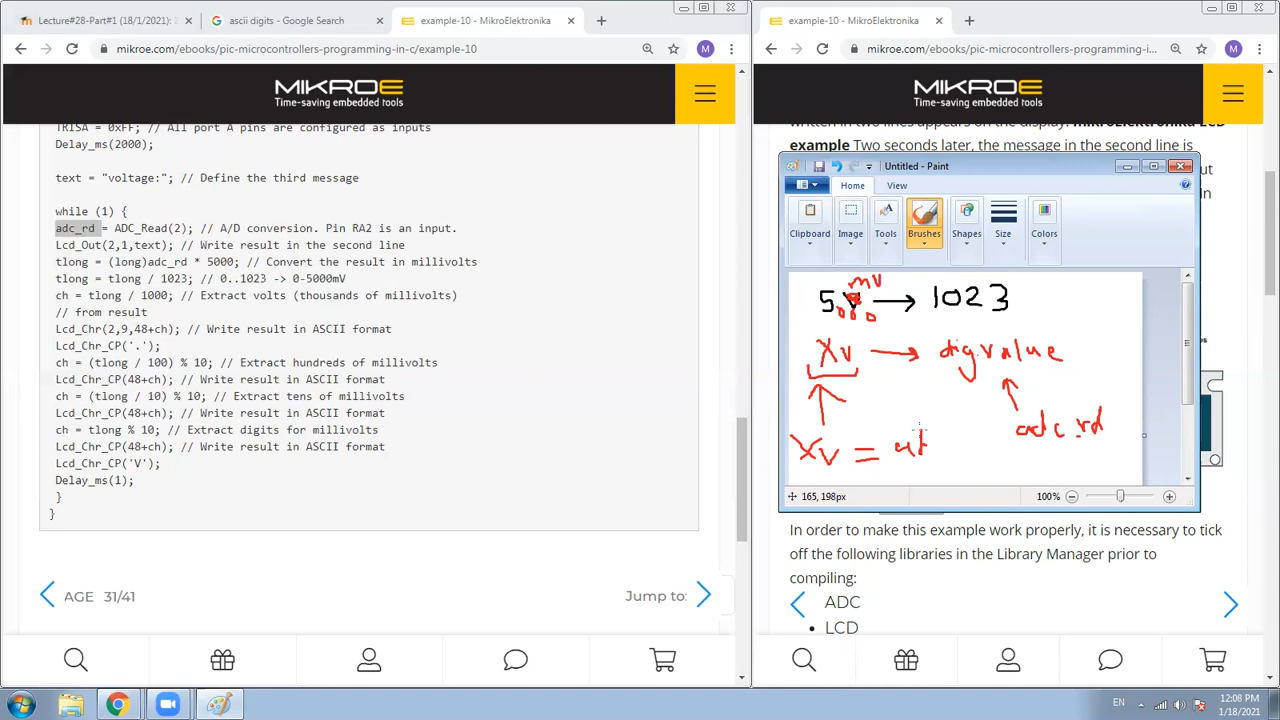 Lecture#28-Part#1 (18/1/2021): 2
ascii digits - Google Search
example-10 - MikroElektronika
mikroe.com/ebooks/pic-microcontrollers-programming-in-c/example-10
M
MIKROE
Time-saving embedded tools
TRISA = 0xFF; // All port A pins are configured as inputs
Delay_ms(2000);
text = "voltage:"; // Define the third message
while (1) {
adc_rd = ADC_Read(2); // A/D conversion. Pin RA2 is an input.
Lcd_Out(2,1,text); // Write result in the second line
tlong = (long)adc_rd * 5000; // Convert the result in millivolts
tlong = tlong / 1023; // 0..1023 -> 0-5000mV
ch = tlong / 1000; // Extract volts (thousands of millivolts)
// from result
Lcd_Chr(2,9,48+ch); // Write result in ASCII format
Lcd_Chr_CP('.');
ch = (tlong / 100) % 10; // Extract hundreds of millivolts
Lcd_Chr_CP(48+ch); // Write result in ASCII format
ch = (tlong / 10) % 10; // Extract tens of millivolts
Lcd_Chr_CP(48+ch); // Write result in ASCII format
ch = tlong % 10; // Extract digits for millivolts
Lcd_Chr_CP(48+ch); // Write result in ASCII format
Lcd_Chr_CP('V');
Delay_ms(1);
}
}
AGE 31/41
Jump to:
example-10 - MikroElektronika
mikroe.com/ebooks/pic-microcontrollers-programming-i...
M
MIKROE
Time-saving embedded tools
written in two lines appears on the display: MikroElektronika LCD
example Two seconds later, the message in the second line is
Untitled - Paint
Home
View
Clipboard
Image
Tools
Brushes
Shapes
Size
Colors
mV
5000 → 1023
XV → dig.value
adc_rd
XV =
165, 198px
100%
In order to make this example work properly, it is necessary to tick
off the following libraries in the Library Manager prior to
compiling:
ADC
LCD
EN
12:08 PM
1/18/2021